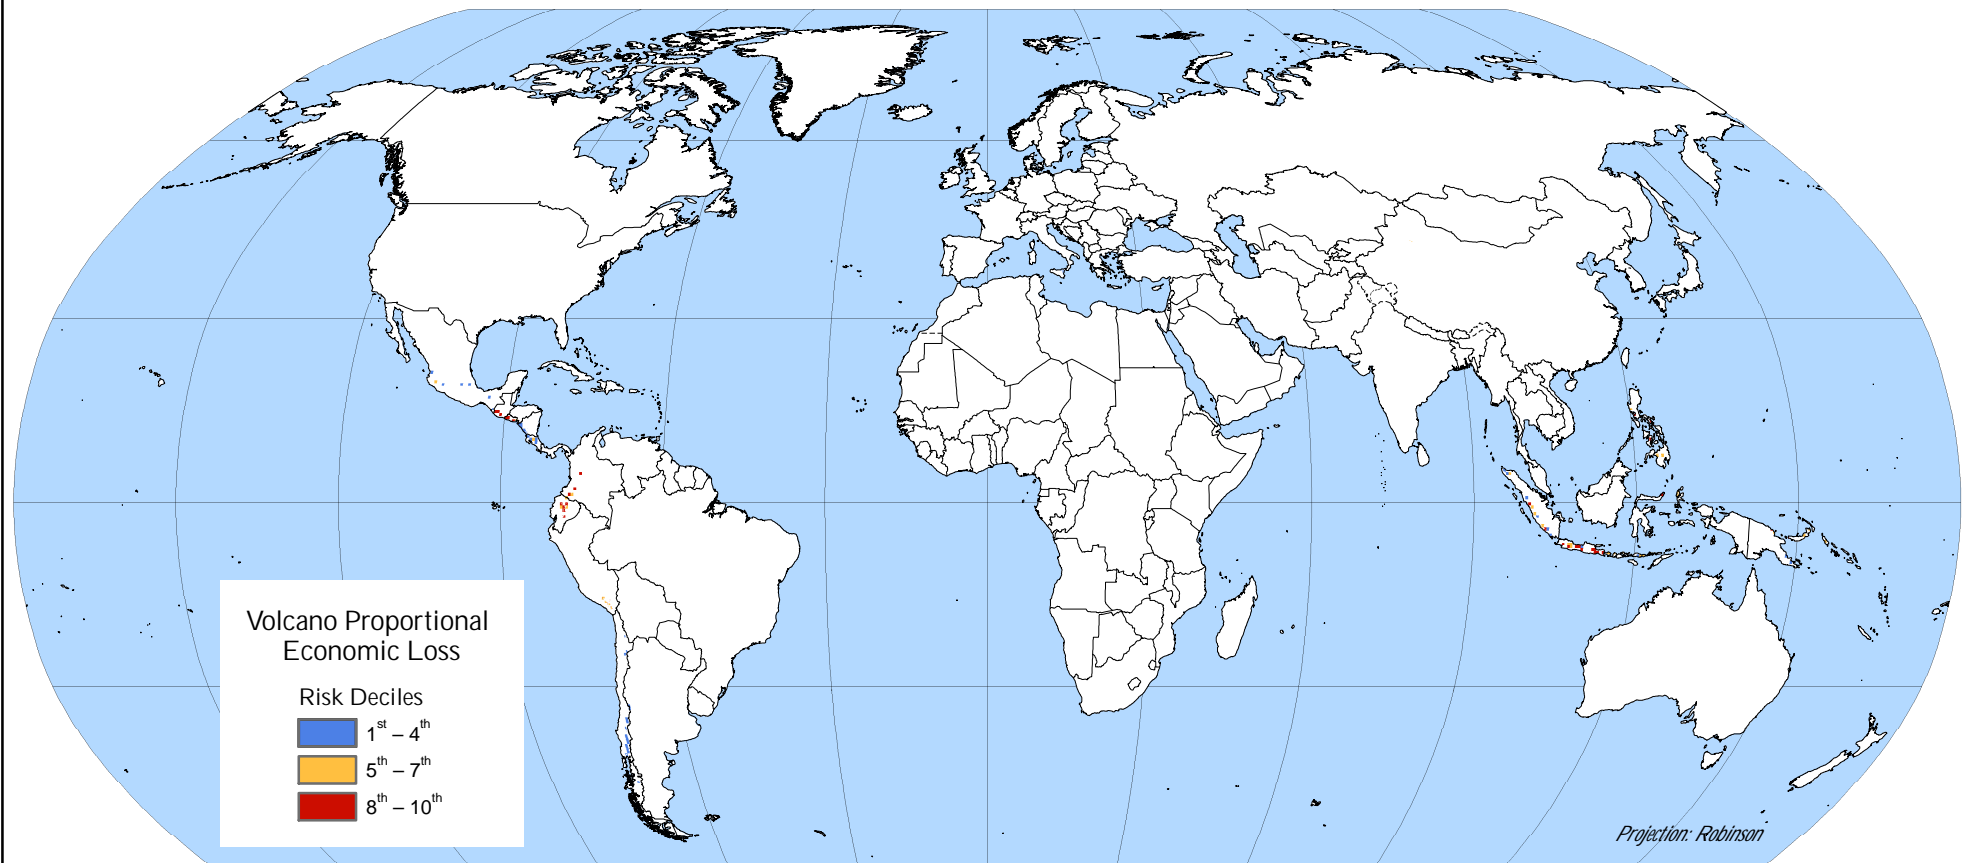 Volcano Proportional
Economic Loss
Risk Deciles
1st – 4th
5th – 7th
8th – 10th
Projection: Robinson